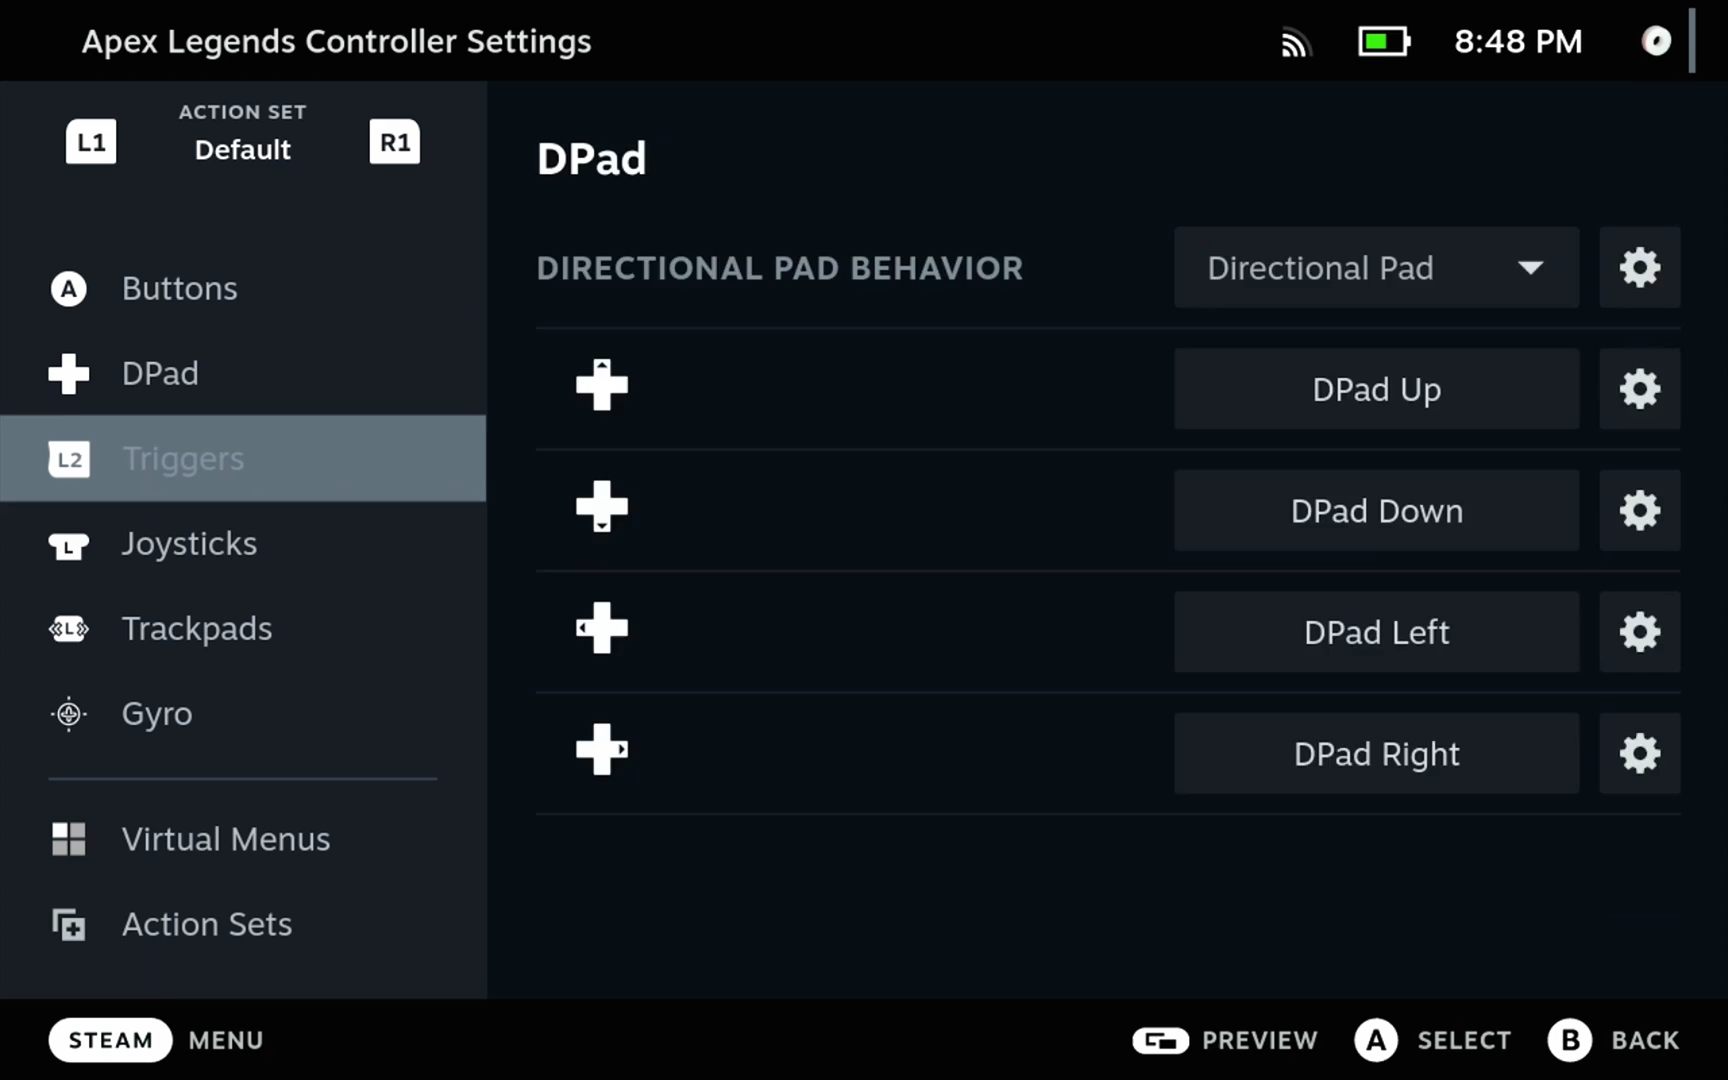 Apex Legends Controller Settings
8:48 PM
L1
ACTION SET
Default
R1
A Buttons
DPad
L2 Triggers
L Joysticks
L Trackpads
Gyro
Virtual Menus
Action Sets
DPad
DIRECTIONAL PAD BEHAVIOR
Directional Pad
DPad Up
DPad Down
DPad Left
DPad Right
STEAM MENU
PREVIEW
A SELECT
B BACK